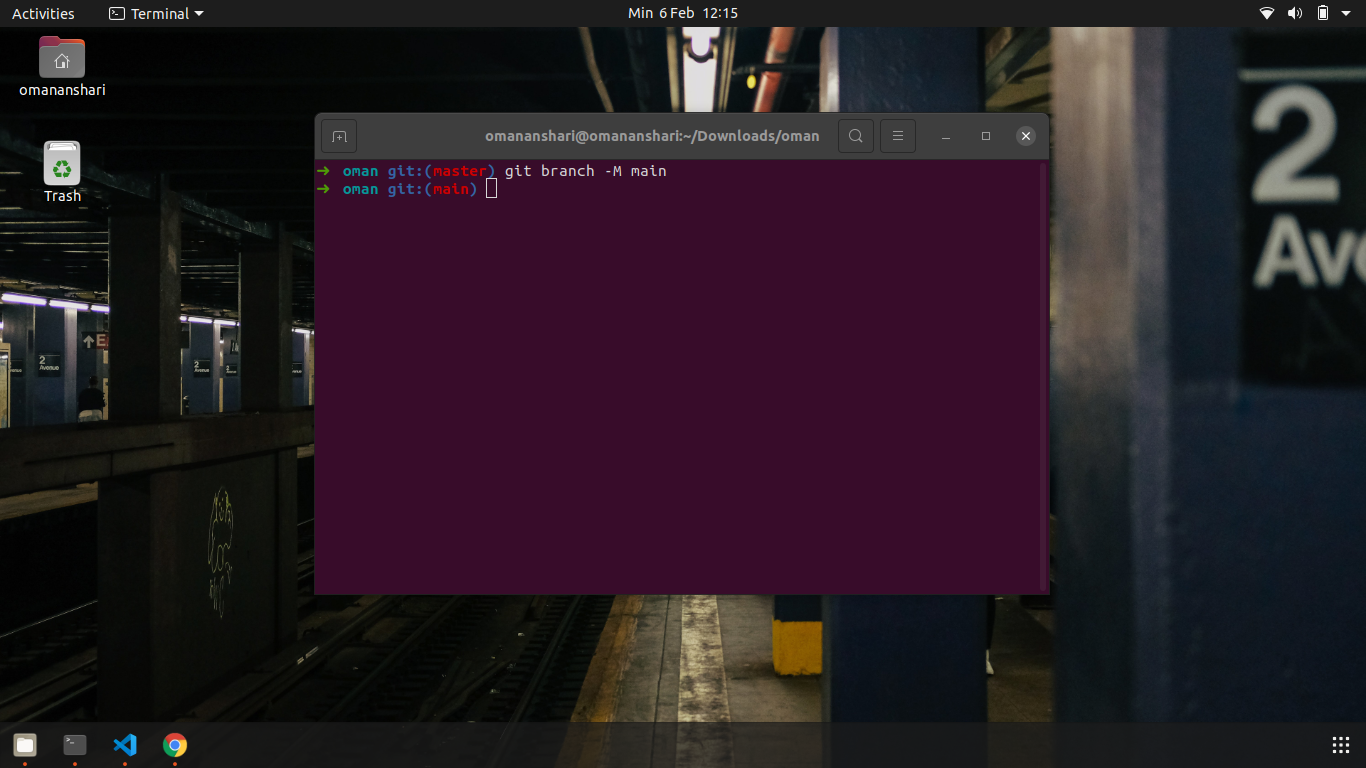 Activities
Terminal
Min 6 Feb 12:15
omananshari
Trash
omananshari@omananshari:~/Downloads/oman
➜ oman git:(master) git branch -M main
➜ oman git:(main)
2
Ave
2
Avenue
2
Avenue
2